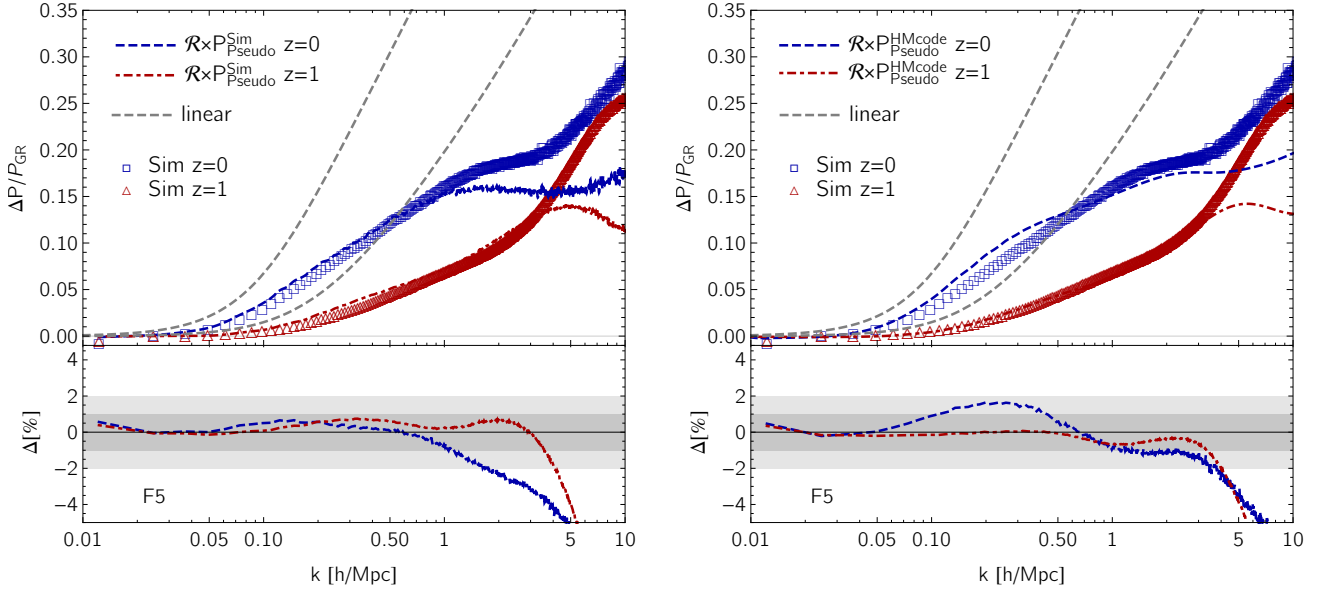 0.35
0.30
0.25
0.20
0.15
0.10
0.05
0.00
ΔP/P_GR
ℛ×P^Sim_Pseudo z=0
ℛ×P^Sim_Pseudo z=1
linear
Sim z=0
Sim z=1
4
2
0
-2
-4
Δ[%]
F5
0.01
0.05
0.10
0.50
1
5
10
k [h/Mpc]
0.35
0.30
0.25
0.20
0.15
0.10
0.05
0.00
ΔP/P_GR
ℛ×P^HMcode_Pseudo z=0
ℛ×P^HMcode_Pseudo z=1
linear
Sim z=0
Sim z=1
4
2
0
-2
-4
Δ[%]
F5
0.01
0.05
0.10
0.50
1
5
10
k [h/Mpc]